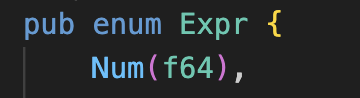 pub enum Expr {
    Num(f64),